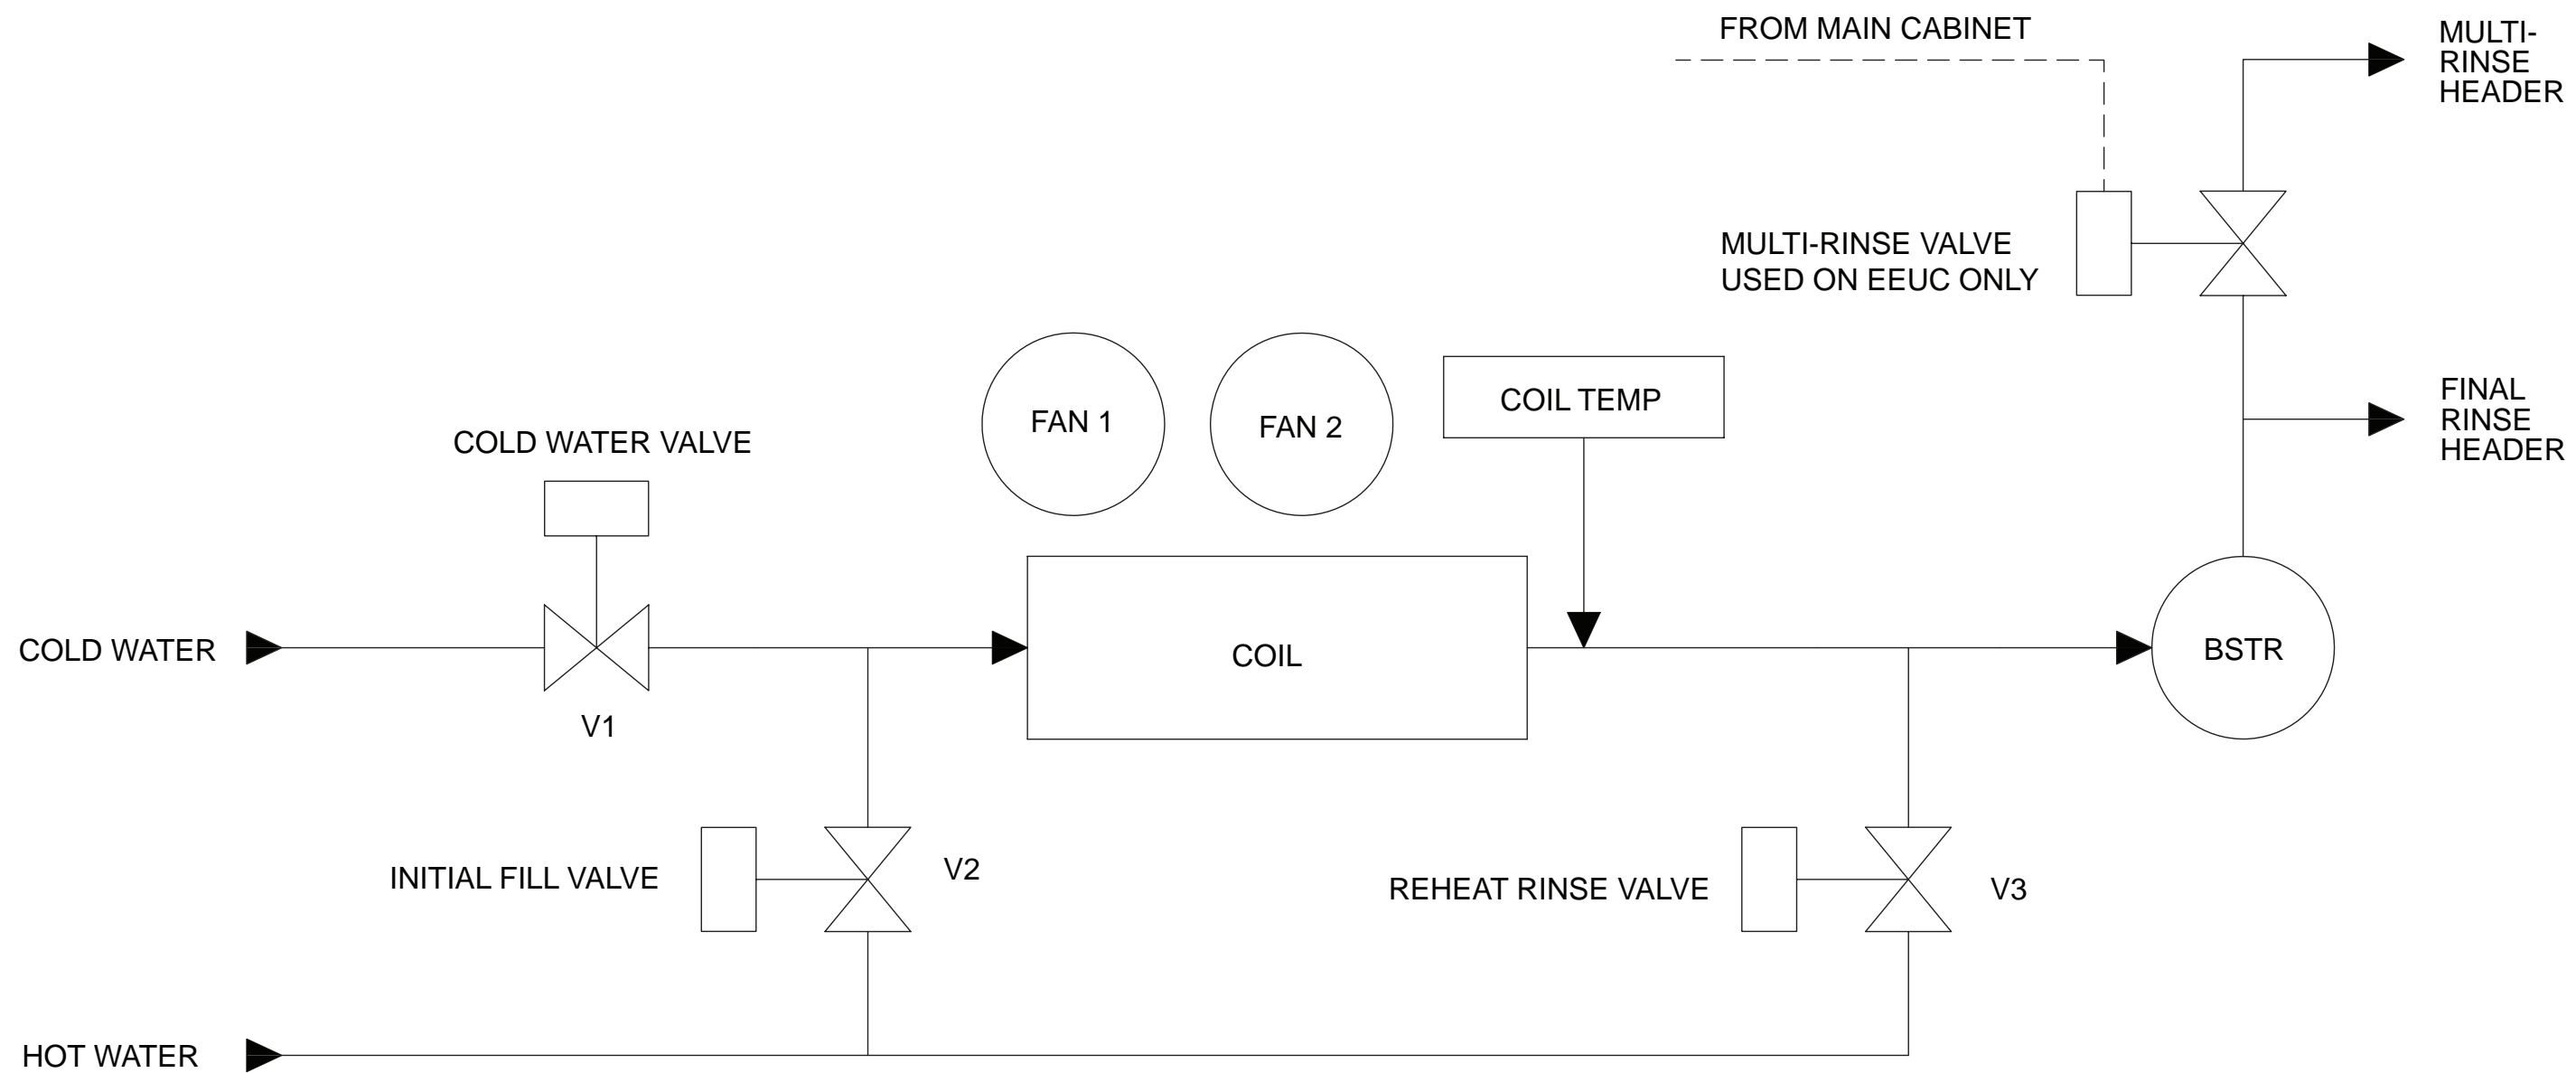 FROM MAIN CABINET
MULTI-
RINSE
HEADER
MULTI-RINSE VALVE
USED ON EEUC ONLY
FAN 1
FAN 2
COIL TEMP
FINAL
RINSE
HEADER
COLD WATER VALVE
COLD WATER
V1
COIL
BSTR
INITIAL FILL VALVE
V2
REHEAT RINSE VALVE
V3
HOT WATER